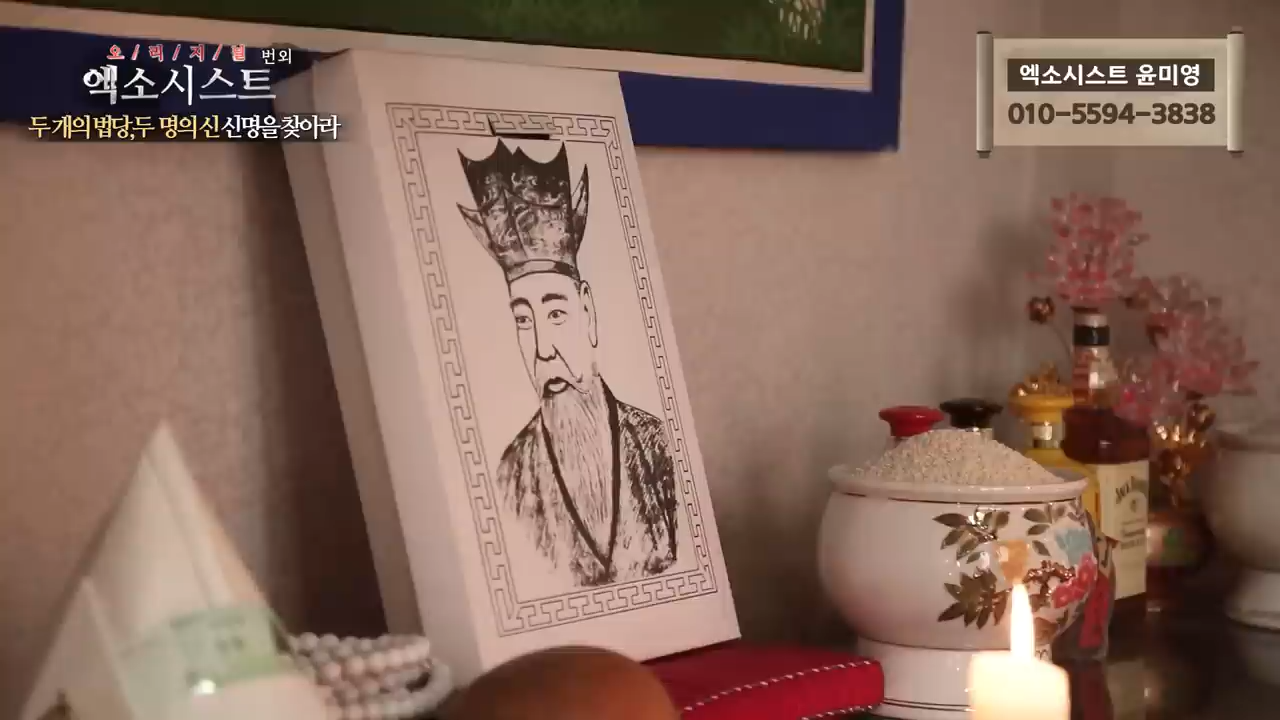 오/리/지/널 번외
엑소시스트
두 개의 법당, 두 명의 신 신명을 찾아라
엑소시스트 윤미영
010-5594-3838